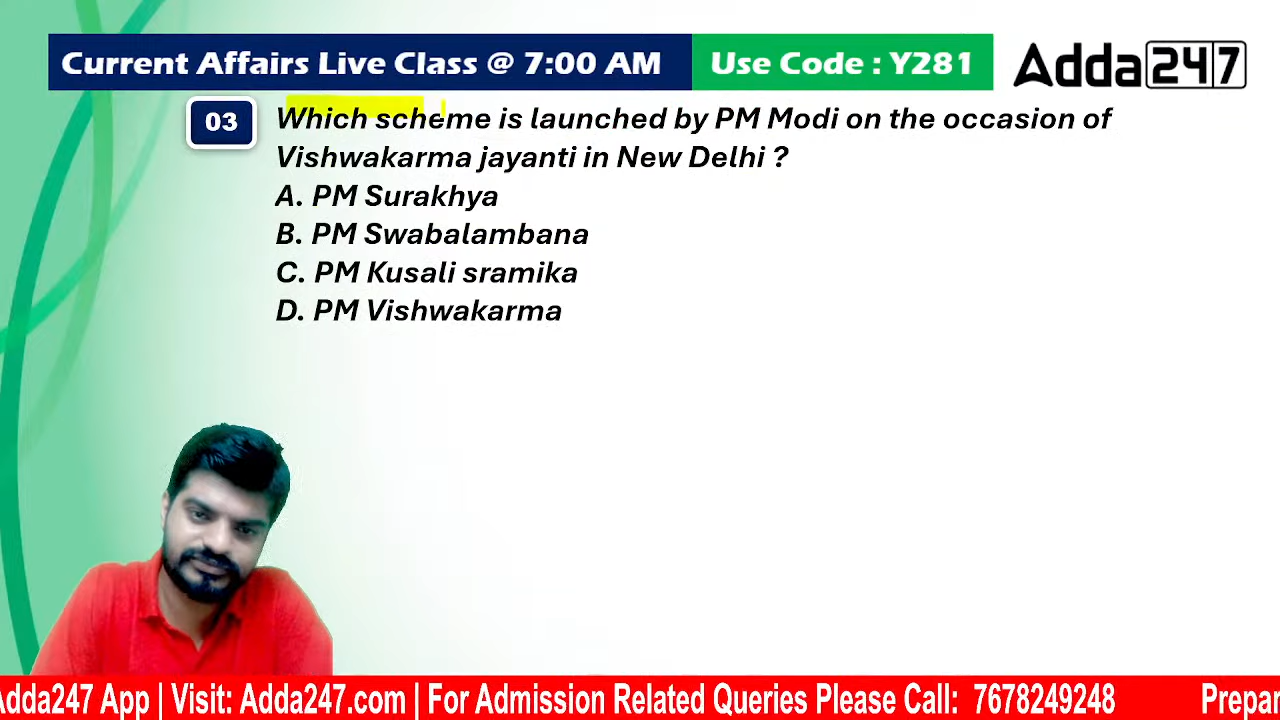 Current Affairs Live Class @ 7:00 AM Use Code : Y281 Adda247
03 Which scheme is launched by PM Modi on the occasion of
Vishwakarma jayanti in New Delhi ?
A. PM Surakhya
B. PM Swabalambana
C. PM Kusali sramika
D. PM Vishwakarma
Adda247 App | Visit: Adda247.com | For Admission Related Queries Please Call: 7678249248 Prepar